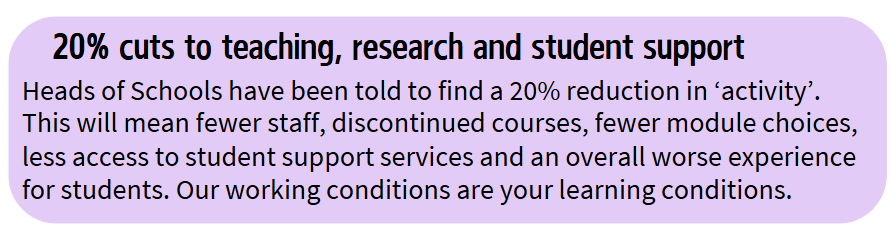 20% cuts to teaching, research and student support
Heads of Schools have been told to find a 20% reduction in ‘activity’.
This will mean fewer staff, discontinued courses, fewer module choices,
less access to student support services and an overall worse experience
for students. Our working conditions are your learning conditions.